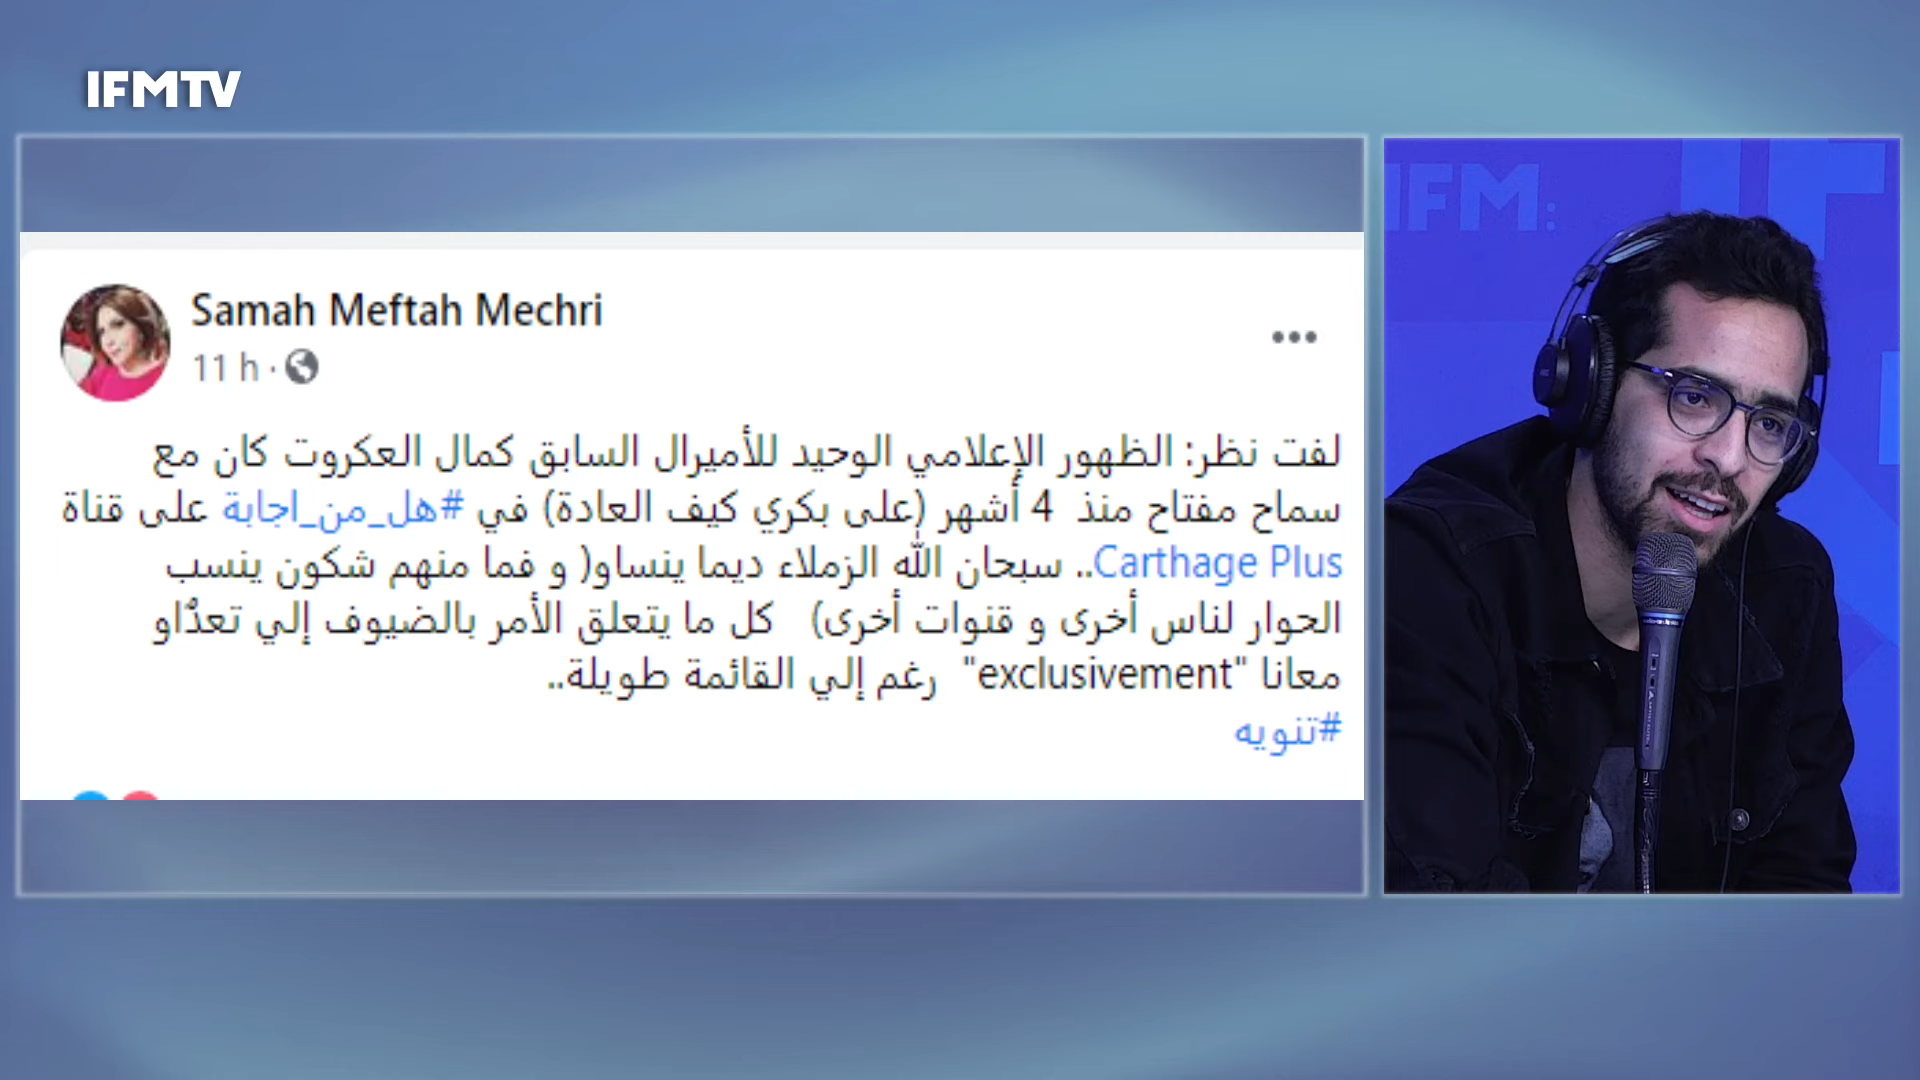 IFMTV
IFM:
Samah Meftah Mechri
11 h ·
لفت نظر: الظهور الإعلامي الوحيد للأميرال السابق كمال العكروت كان مع
سماح مفتاح منذ 4 أشهر (على بكري كيف العادة) في #هل_من_اجابة على قناة
Carthage Plus.. سبحان الله الزملاء ديما ينساو( و فما منهم شكون ينسب
الحوار لناس أخرى و قنوات أخرى) كل ما يتعلق الأمر بالضيوف إلي تعدَّاو
معانا "exclusivement" رغم إلي القائمة طويلة..
#تنويه